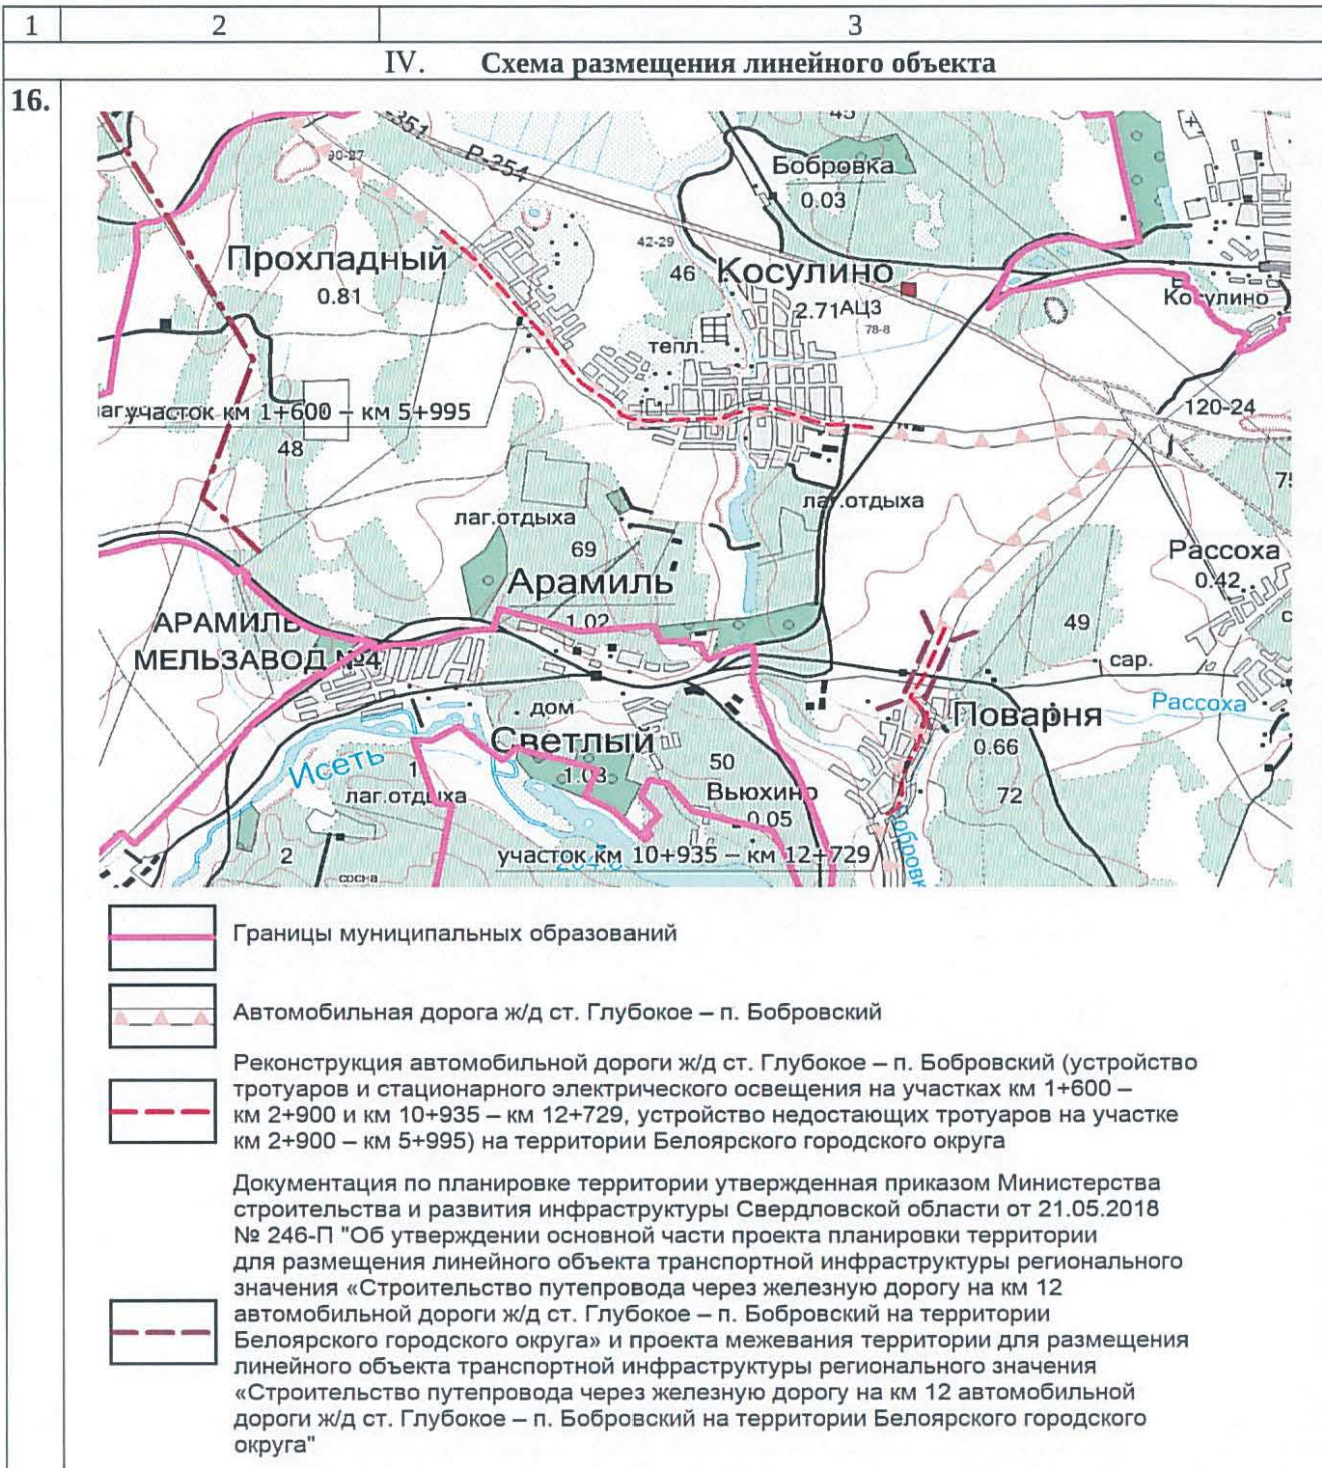 1 2 3
IV. Схема размещения линейного объекта
16.
351
Р-254
45
90-27
Бобровка
0.03
42-29
Прохладный
0.81
46
Косулино
2.71
АЦЗ
78-8
Косулино
тепл.
участок км 1+600 – км 5+995
120-24
48
лаг.отдыха
лаг.отдыха
69
Рассоха
0.42
Арамиль
1.02
49
АРАМИЛЬ
МЕЛЬЗАВОД №4
сар.
дом
Поварня
0.66
Рассоха
Светлый
1.03
50
Исеть
1
лаг.отдыха
Вьюхино
0.05
72
2
участок км 10+935 – км 12+729
сосна
Границы муниципальных образований
Автомобильная дорога ж/д ст. Глубокое – п. Бобровский
Реконструкция автомобильной дороги ж/д ст. Глубокое – п. Бобровский (устройство
тротуаров и стационарного электрического освещения на участках км 1+600 –
км 2+900 и км 10+935 – км 12+729, устройство недостающих тротуаров на участке
км 2+900 – км 5+995) на территории Белоярского городского округа
Документация по планировке территории утвержденная приказом Министерства
строительства и развития инфраструктуры Свердловской области от 21.05.2018
№ 246-П "Об утверждении основной части проекта планировки территории
для размещения линейного объекта транспортной инфраструктуры регионального
значения «Строительство путепровода через железную дорогу на км 12
автомобильной дороги ж/д ст. Глубокое – п. Бобровский на территории
Белоярского городского округа» и проекта межевания территории для размещения
линейного объекта транспортной инфраструктуры регионального значения
«Строительство путепровода через железную дорогу на км 12 автомобильной
дороги ж/д ст. Глубокое – п. Бобровский на территории Белоярского городского
округа"